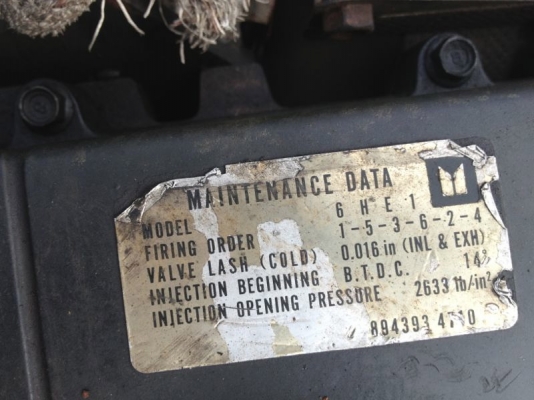 MAINTENANCE DATA
MODEL 6HE1
FIRING ORDER 1-5-3-6-2-4
VALVE LASH (COLD) 0.016 in (INL & EXH)
INJECTION BEGINNING B.T.D.C. 14°
INJECTION OPENING PRESSURE 2633 lb/in²